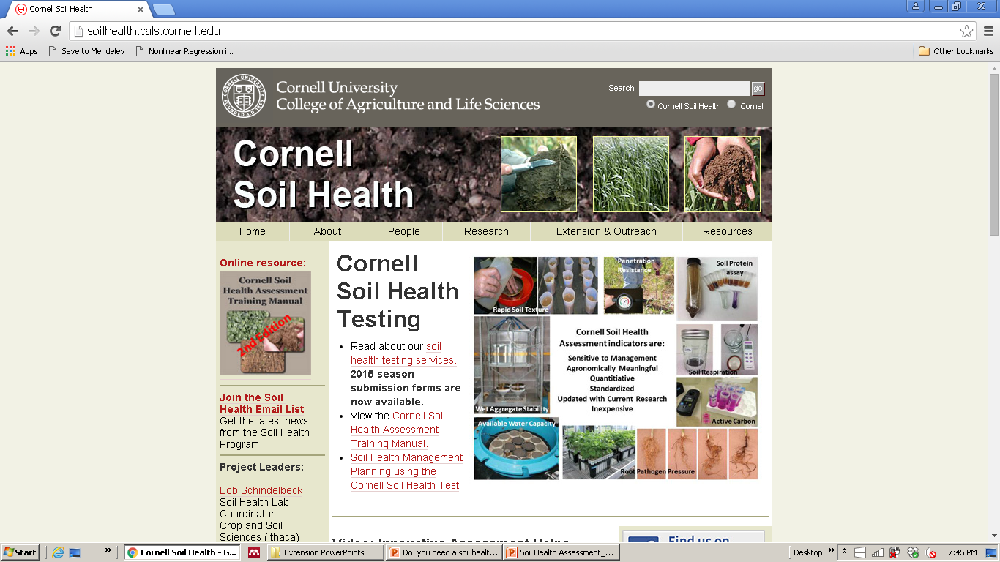 Cornell Soil Health
soilhealth.cals.cornell.edu
Apps Save to Mendeley Nonlinear Regression i... Other bookmarks
Cornell University
College of Agriculture and Life Sciences
Search: go
Cornell Soil Health Cornell
Cornell
Soil Health
Home About People Research Extension & Outreach Resources
Online resource:
Cornell Soil
Health Assessment
Training Manual
2nd Edition
Join the Soil
Health Email List
Get the latest news
from the Soil Health
Program.
Project Leaders:
Bob Schindelbeck
Soil Health Lab
Coordinator
Crop and Soil
Sciences (Ithaca)
Cornell
Soil Health
Testing
Read about our soil
health testing services.
2015 season
submission forms are
now available.
View the Cornell Soil
Health Assessment
Training Manual.
Soil Health Management
Planning using the
Cornell Soil Health Test
Rapid Soil Texture
Penetration
Resistance
Soil Protein
assay
Wet Aggregate Stability
Cornell Soil Health
Assessment indicators are:
Sensitive to Management
Agronomically Meaningful
Quantitative
Standardized
Updated with Current Research
Inexpensive
Soil Respiration
Active Carbon
Available Water Capacity
Root Pathogen Pressure
Video: Innovative Assessment Helps
Find us on
Start » Cornell Soil Health - G... Extension PowerPoints Do you need a soil healt... Soil Health Assessment_... Desktop » 7:45 PM